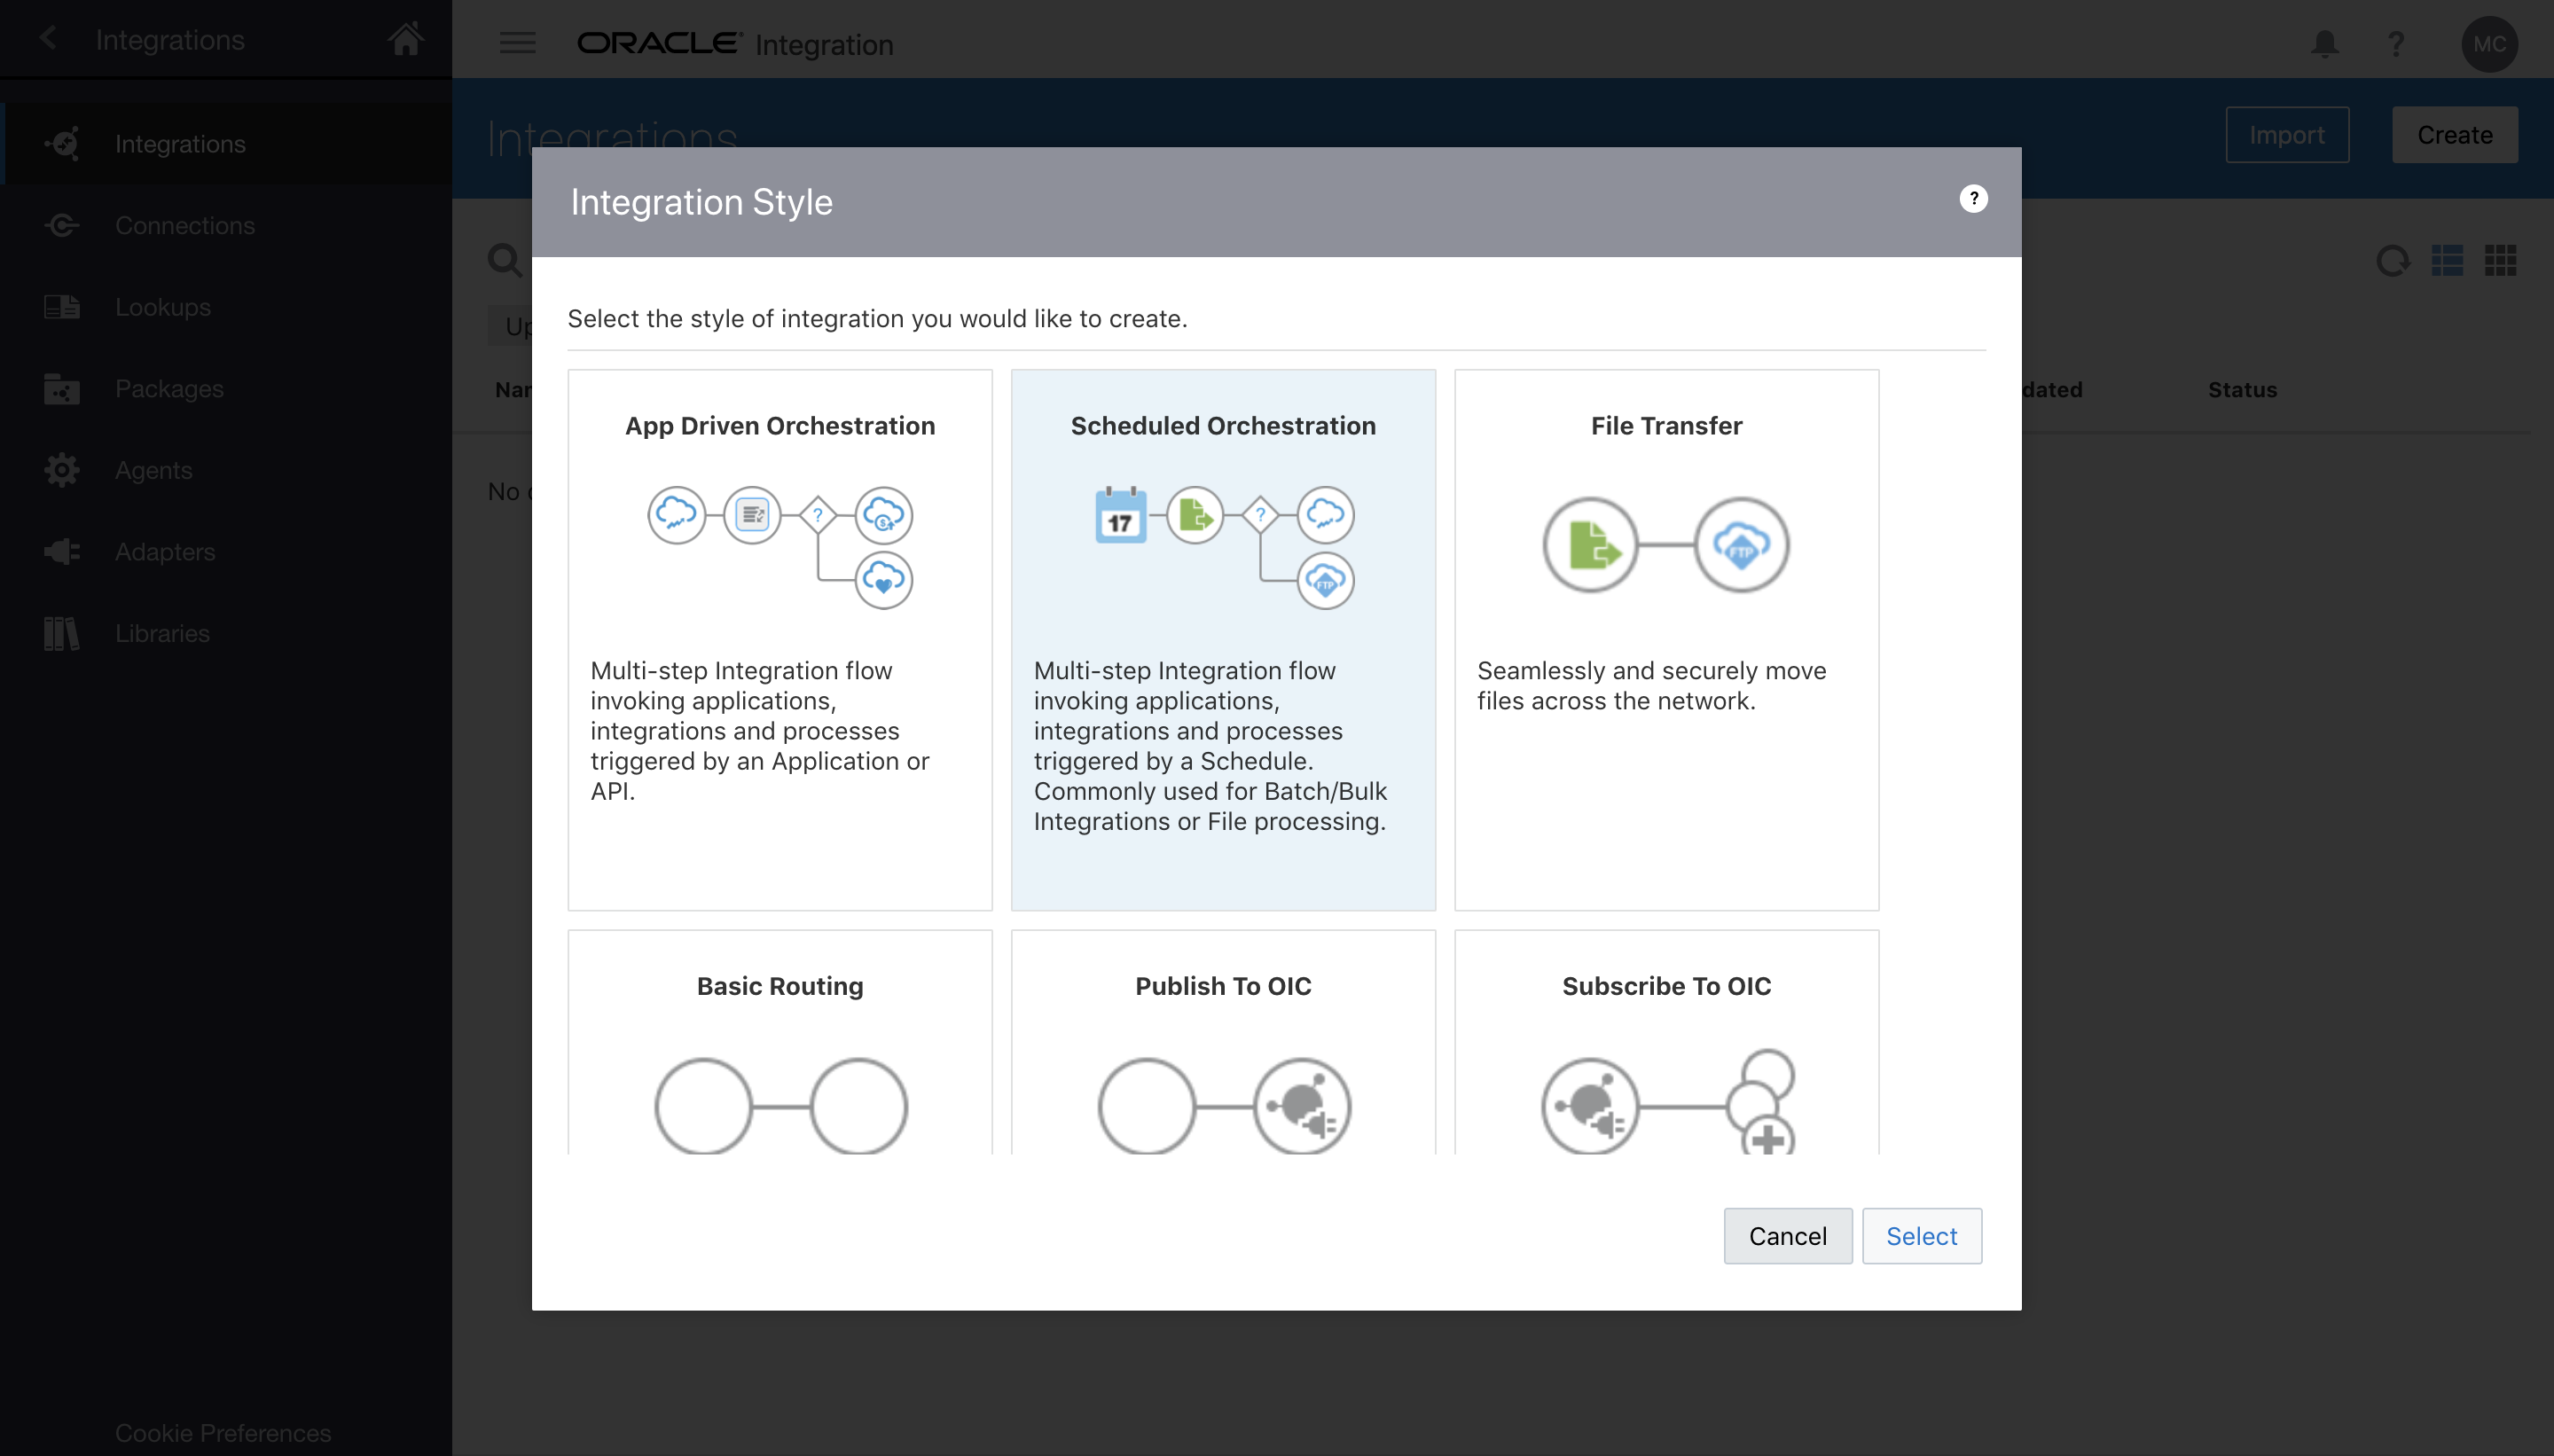 Integrations
ORACLE Integration
MC
Integrations
Import
Create
Integrations
Connections
Lookups
Packages
Agents
Adapters
Libraries
Cookie Preferences
Status
Integration Style
?
Select the style of integration you would like to create.
App Driven Orchestration
?
Multi-step Integration flow
invoking applications,
integrations and processes
triggered by an Application or
API.
Scheduled Orchestration
17
?
FTP
Multi-step Integration flow
invoking applications,
integrations and processes
triggered by a Schedule.
Commonly used for Batch/Bulk
Integrations or File processing.
File Transfer
FTP
Seamlessly and securely move
files across the network.
Basic Routing
Publish To OIC
Subscribe To OIC
Cancel
Select